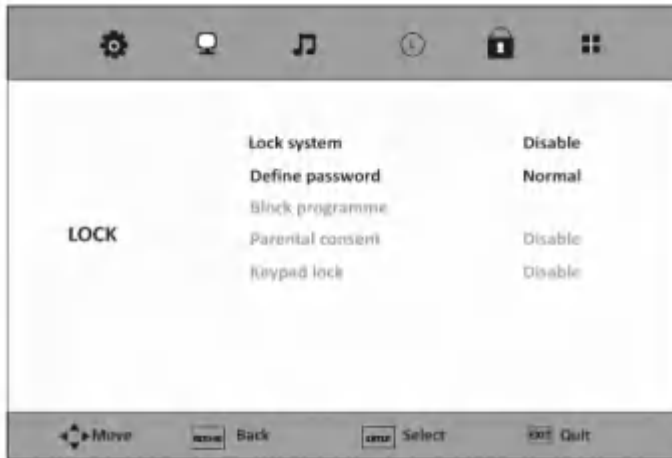 Lock system Disable
Define password Normal
Block programme
LOCK
Parental consent Disable
Keypad lock Disable
Move Back Select EXIT Quit